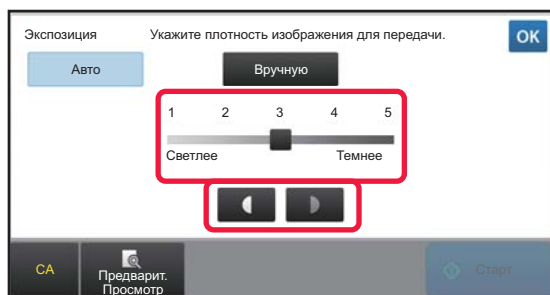 Экспозиция
Укажите плотность изображения для передачи.
OK
Авто
Вручную
1 2 3 4 5
Светлее Темнее
CA
Предварит.
Просмотр
Старт